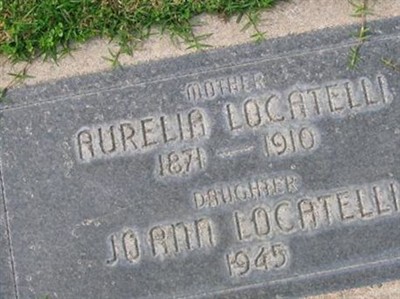 MOTHER
AURELIA LOCATELLI
1871 — 1910
DAUGHTER
JO ANN LOCATELLI
1945